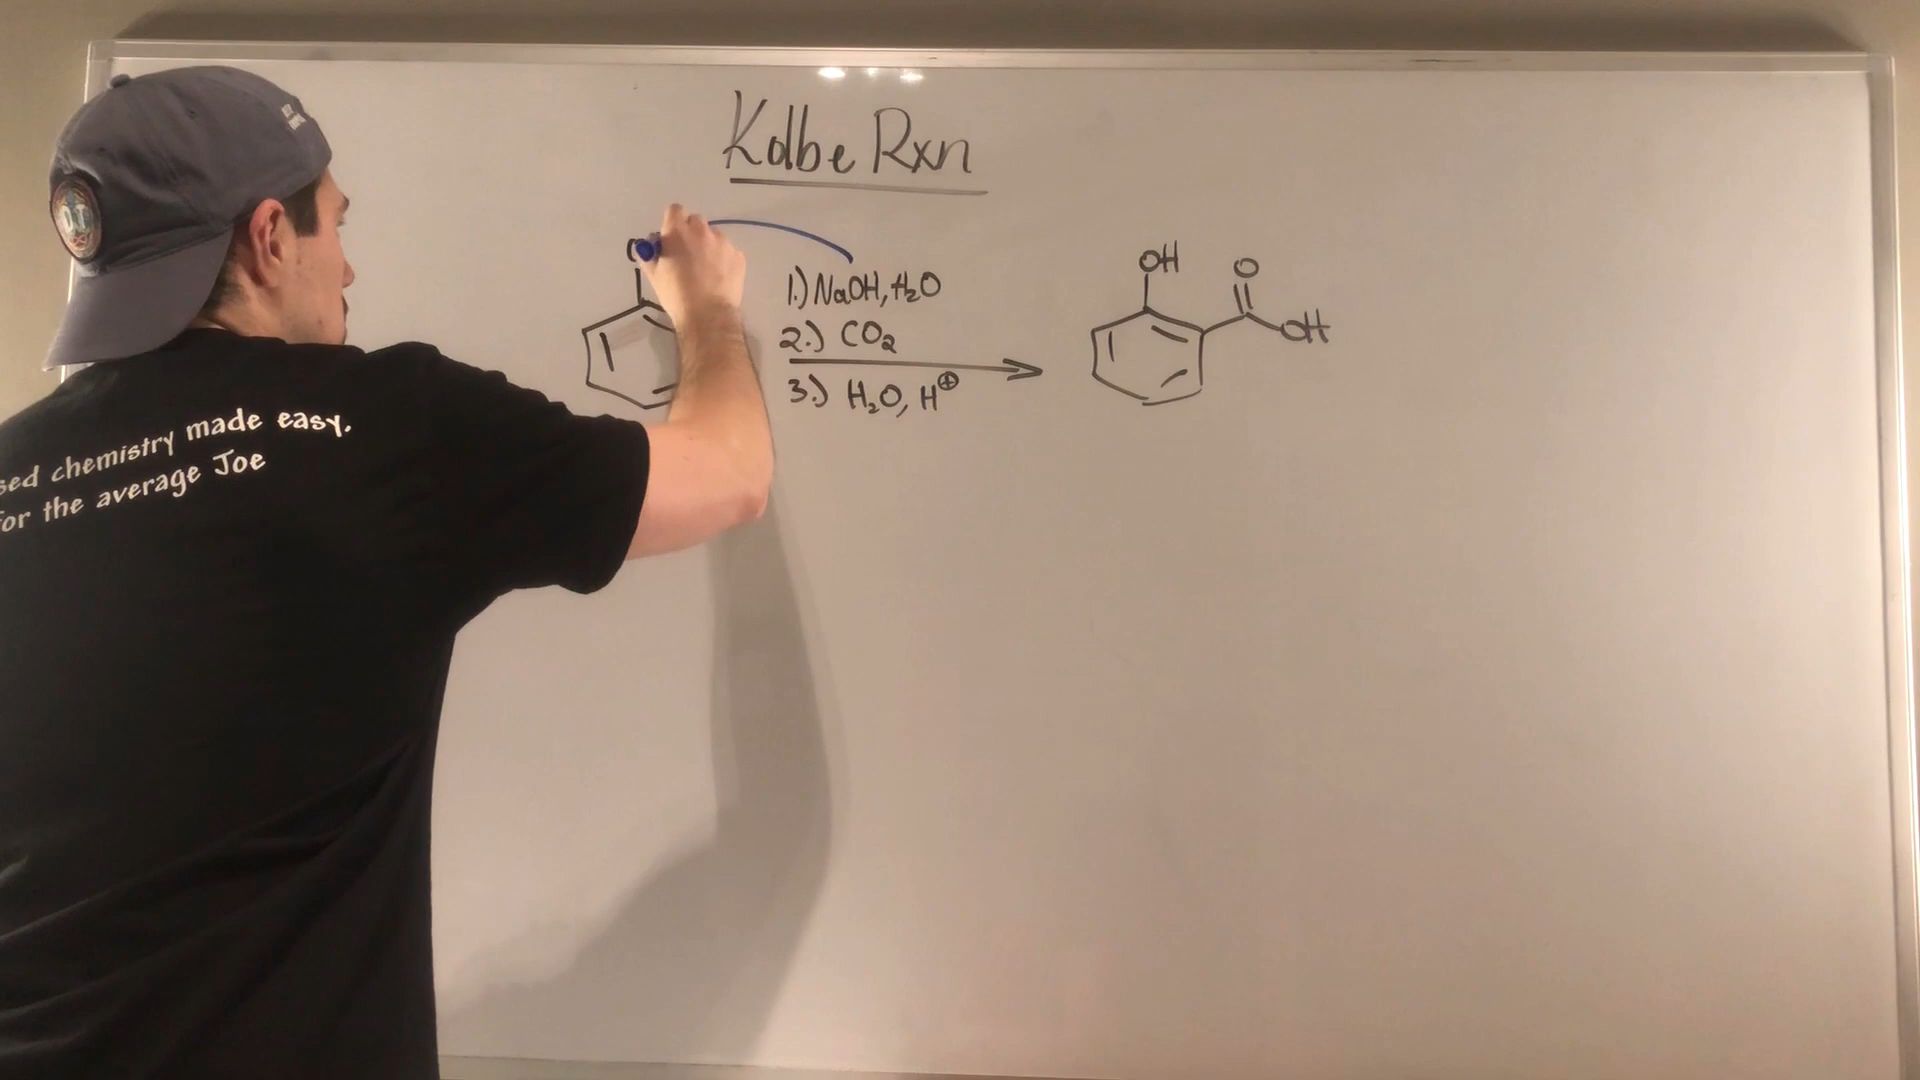 Kolbe Rxn
1.) NaOH, H₂O
2.) CO₂
3.) H₂O, H⊕
OH
O
OH
sed chemistry made easy.
for the average Joe